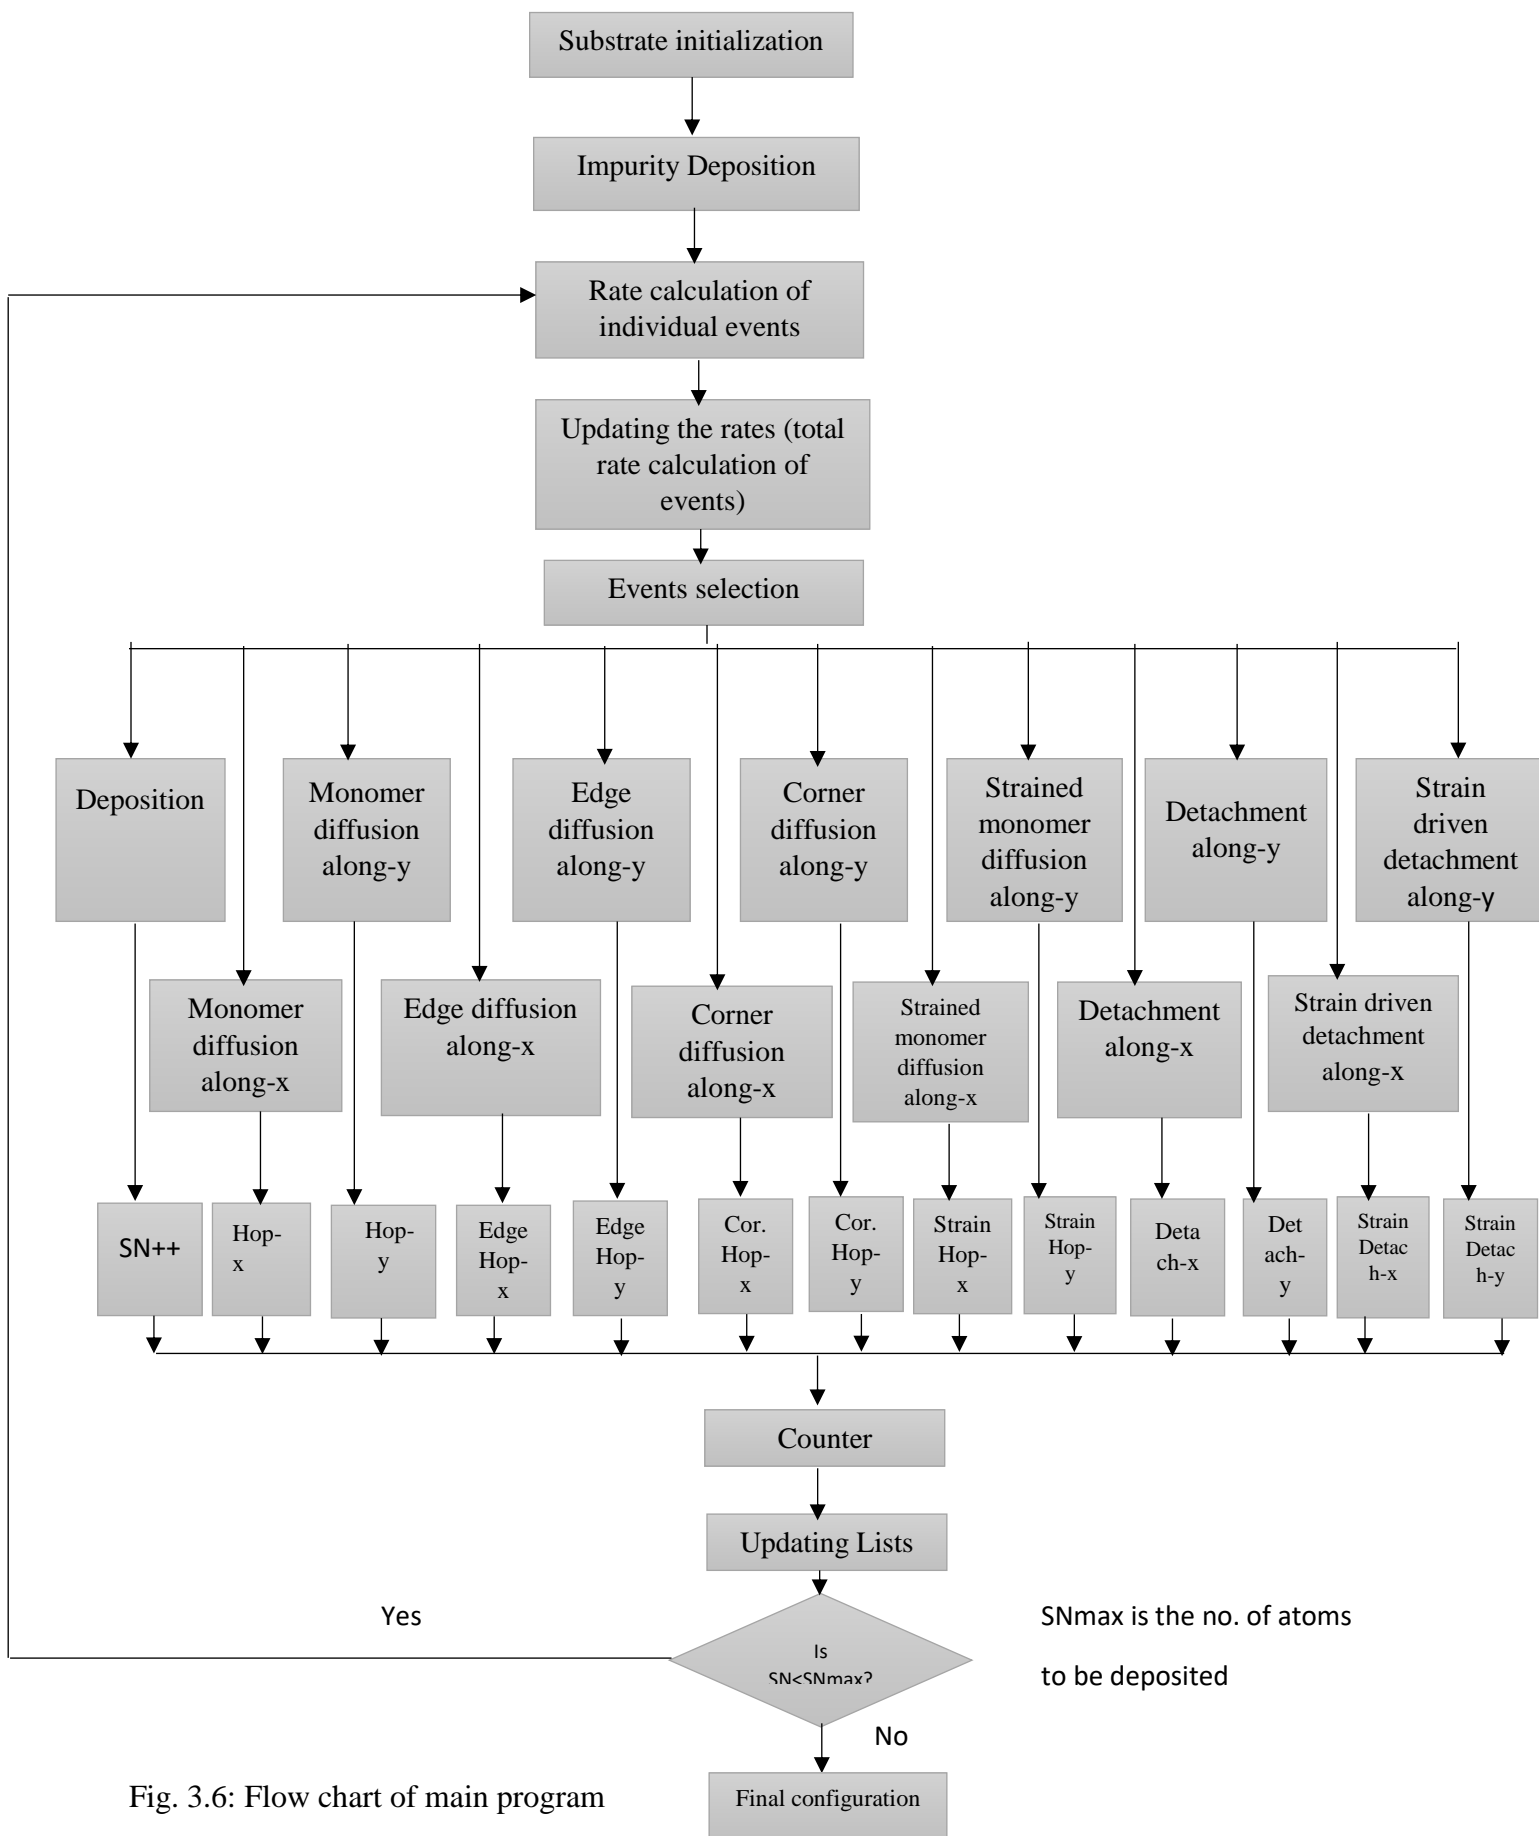 Substrate initialization
Impurity Deposition
Rate calculation of
individual events
Updating the rates (total
rate calculation of
events)
Events selection
Deposition
Monomer
diffusion
along-y
Edge
diffusion
along-y
Corner
diffusion
along-y
Strained
monomer
diffusion
along-y
Detachment
along-y
Strain
driven
detachment
along-y
Monomer
diffusion
along-x
Edge diffusion
along-x
Corner
diffusion
along-x
Strained
monomer
diffusion
along-x
Detachment
along-x
Strain driven
detachment
along-x
SN++
Hop-
x
Hop-
y
Edge
Hop-
x
Edge
Hop-
y
Cor.
Hop-
x
Cor.
Hop-
y
Strain
Hop-
x
Strain
Hop-
y
Deta
ch-x
Det
ach-
y
Strain
Detac
h-x
Strain
Detac
h-y
Counter
Updating Lists
Yes
Is
SN<SNmax?
SNmax is the no. of atoms
to be deposited
No
Final configuration
Fig. 3.6: Flow chart of main program